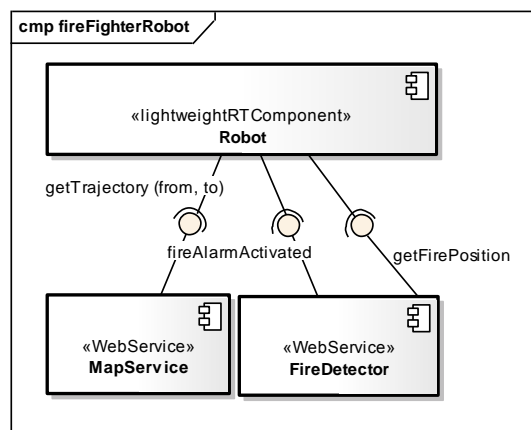 cmp fireFighterRobot
«lightweightRTComponent»
Robot
getTrajectory (from, to)
fireAlarmActivated
getFirePosition
«WebService»
MapService
«WebService»
FireDetector